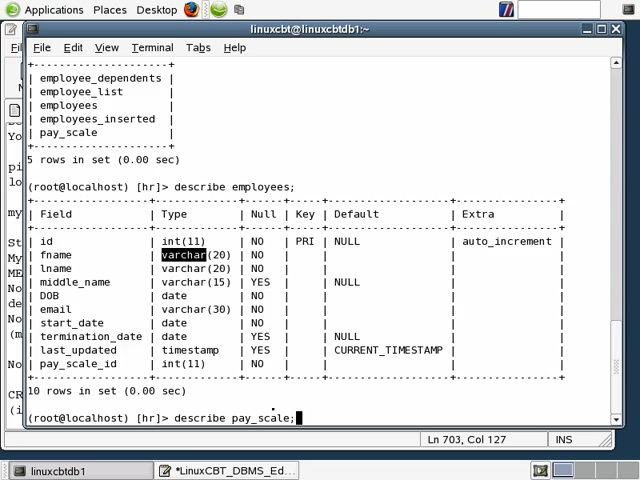 Applications Places Desktop
linuxcbt@linuxcbtdb1:~
File Edit View Terminal Tabs Help
+---------------------+
| employee_dependents |
| employee_list |
| employees |
| employees_inserted |
| pay_scale |
+---------------------+
5 rows in set (0.00 sec)
(root@localhost) [hr]> describe employees;
| Field | Type | Null | Key | Default | Extra |
| id | int(11) | NO | PRI | NULL | auto_increment |
| fname | varchar(20) | NO | | | |
| lname | varchar(20) | NO | | | |
| middle_name | varchar(15) | YES | | NULL | |
| DOB | date | NO | | | |
| email | varchar(30) | NO | | | |
| start_date | date | NO | | | |
| termination_date | date | YES | | NULL | |
| last_updated | timestamp | YES | | CURRENT_TIMESTAMP | |
| pay_scale_id | int(11) | NO | | | |
10 rows in set (0.00 sec)
(root@localhost) [hr]> describe pay_scale;
Ln 703, Col 127 INS
linuxcbtdb1 *LinuxCBT_DBMS_Ed...